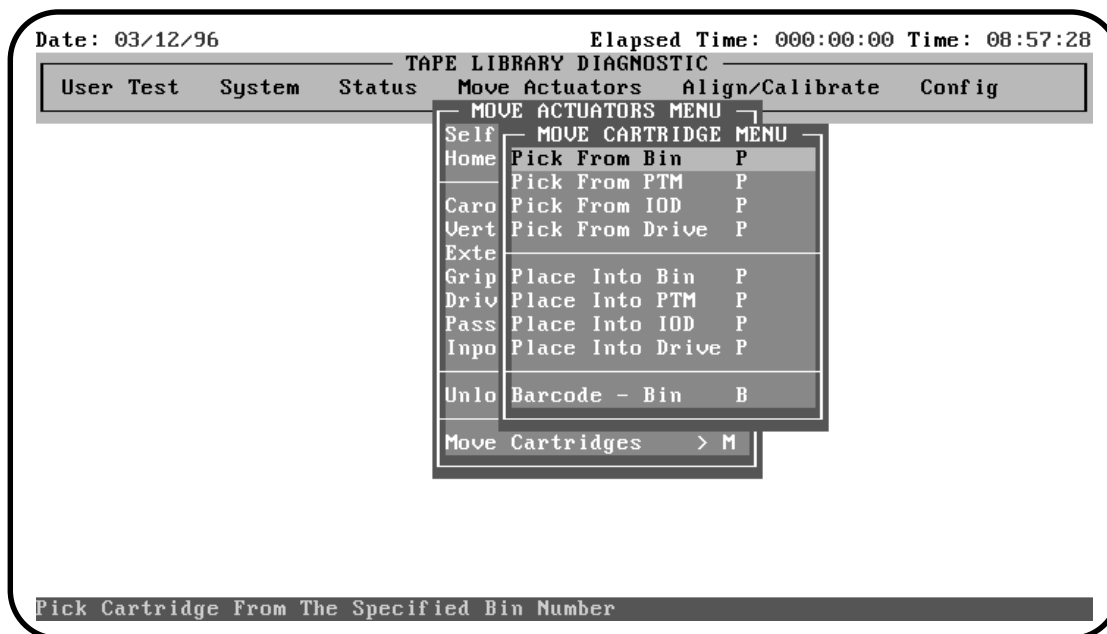 Date: 03/12/96 Elapsed Time: 000:00:00 Time: 08:57:28
TAPE LIBRARY DIAGNOSTIC
User Test System Status Move Actuators Align/Calibrate Config
MOVE ACTUATORS MENU
Self
MOVE CARTRIDGE MENU
Home
Pick From Bin P
Pick From PTM P
Caro
Pick From IOD P
Vert
Pick From Drive P
Exte
Grip
Place Into Bin P
Driv
Place Into PTM P
Pass
Place Into IOD P
Inpo
Place Into Drive P
Unlo
Barcode - Bin B
Move Cartridges > M
Pick Cartridge From The Specified Bin Number